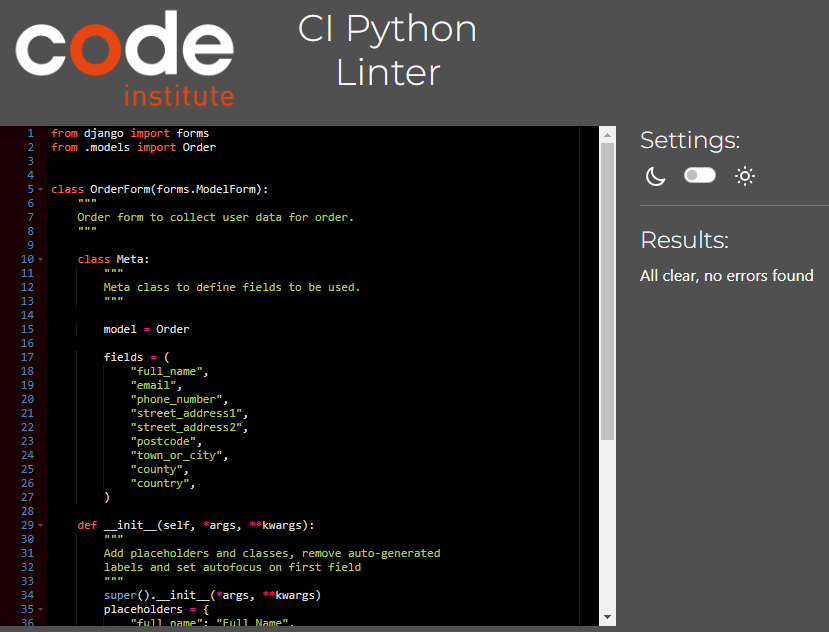 code
institute
CI Python
Linter
1 from django import forms
2 from .models import Order
3
4
5 class OrderForm(forms.ModelForm):
6     """
7     Order form to collect user data for order.
8     """
9
10     class Meta:
11         """
12         Meta class to define fields to be used.
13         """
14
15         model = Order
16
17         fields = (
18             "full_name",
19             "email",
20             "phone_number",
21             "street_address1",
22             "street_address2",
23             "postcode",
24             "town_or_city",
25             "county",
26             "country",
27         )
28
29     def __init__(self, *args, **kwargs):
30         """
31         Add placeholders and classes, remove auto-generated
32         labels and set autofocus on first field
33         """
34         super().__init__(*args, **kwargs)
35         placeholders = {
36             "full_name": "Full Name",
Settings:
Results:
All clear, no errors found